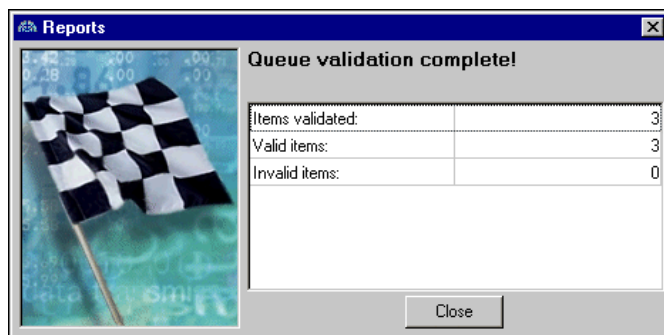 Reports
Queue validation complete!
Items validated: 3
Valid items: 3
Invalid items: 0
Close